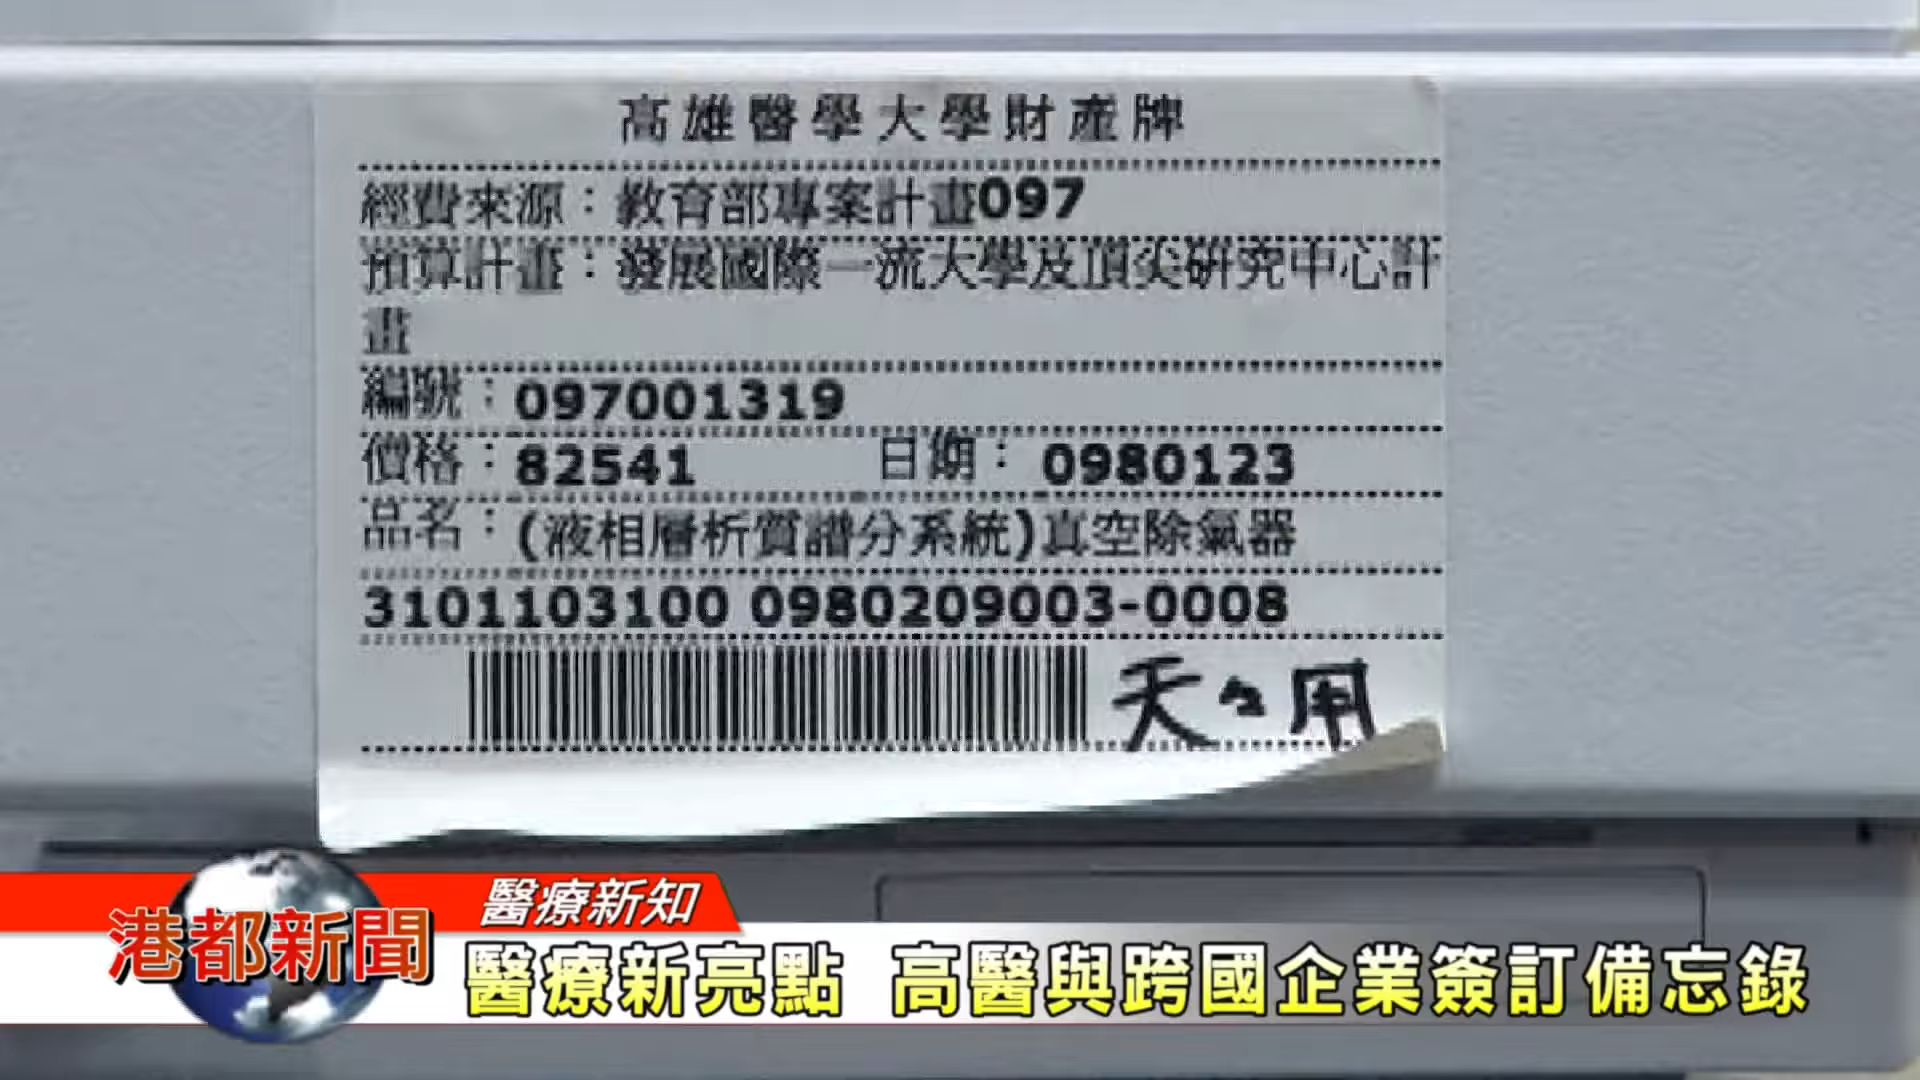 高雄醫學大學財產牌
經費來源：教育部專案計畫097
預算計畫：發展國際一流大學及頂尖研究中心計
畫
編號：097001319
價格：82541 日期：0980123
品名：(液相層析質譜分系統)真空除氣器
3101103100 0980209003-0008
天々用
港都新聞
醫療新知
醫療新亮點 高醫與跨國企業簽訂備忘錄